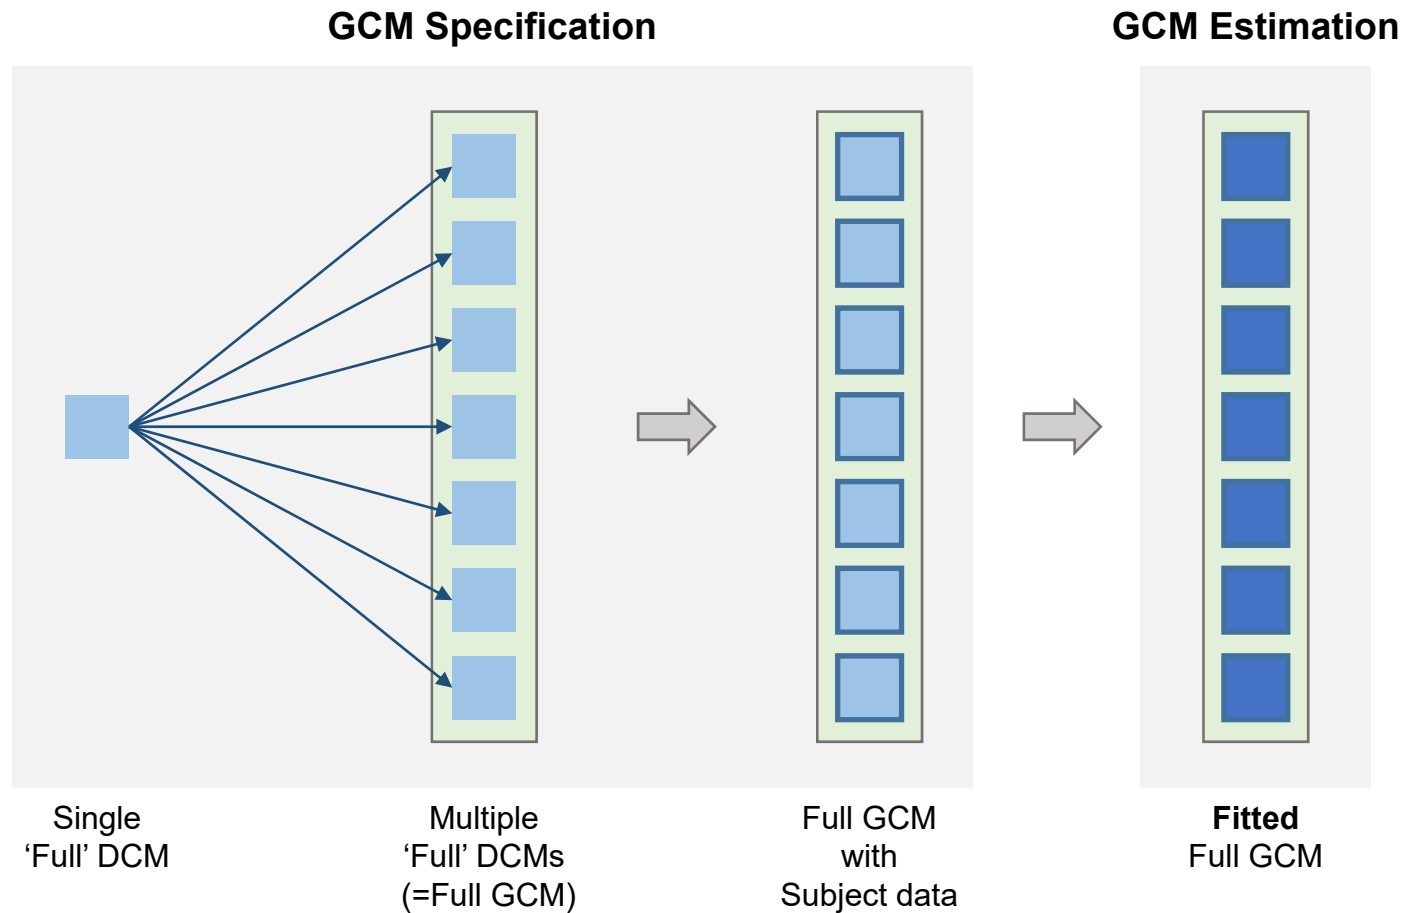 GCM Specification
GCM Estimation
Single
‘Full’ DCM
Multiple
‘Full’ DCMs
(=Full GCM)
Full GCM
with
Subject data
Fitted
Full GCM